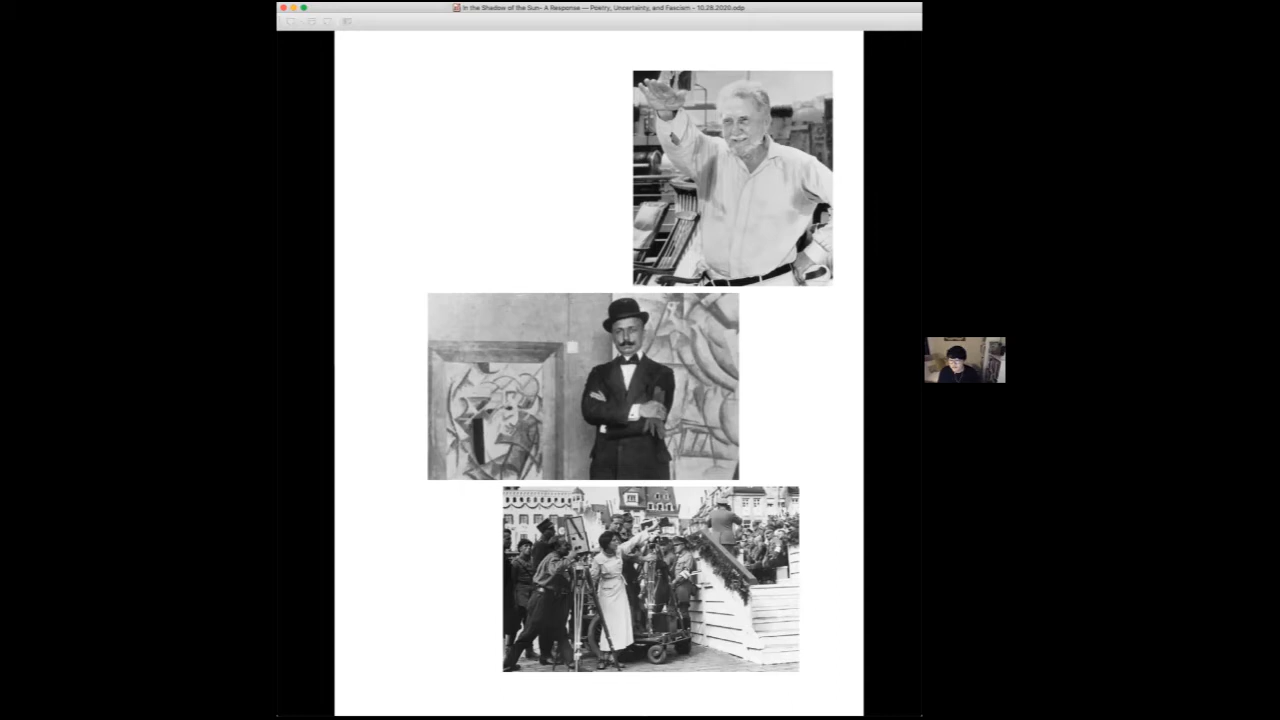 In the Shadow of the Sun- A Response — Poetry, Uncertainty, and Fascism - 10.28.2020.odp